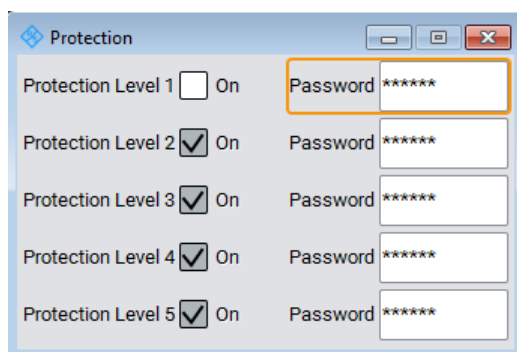 Protection
Protection Level 1 On Password ******
Protection Level 2 On Password ******
Protection Level 3 On Password ******
Protection Level 4 On Password ******
Protection Level 5 On Password ******